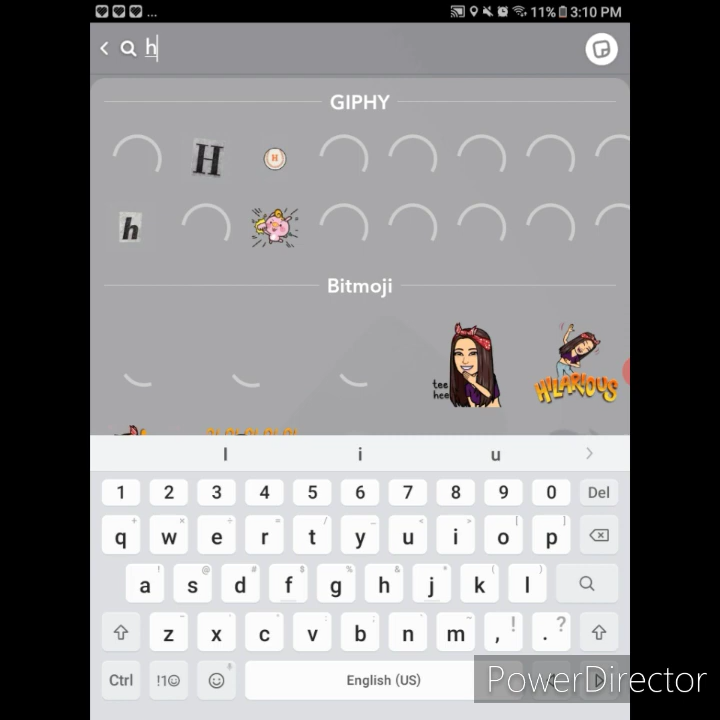 ... 11% 3:10 PM
h
GIPHY
H H
h
Bitmoji
tee
hee
HILARIOUS
l i u
1 2 3 4 5 6 7 8 9 0 Del
+ × ÷ = / _ < > [ ]
q w e r t y u i o p
! @ # $ % ^ & * ( )
a s d f g h j k l
- ' " : ; , ?
z x c v b n m , ! . ?
Ctrl !1☺ English (US)
PowerDirector